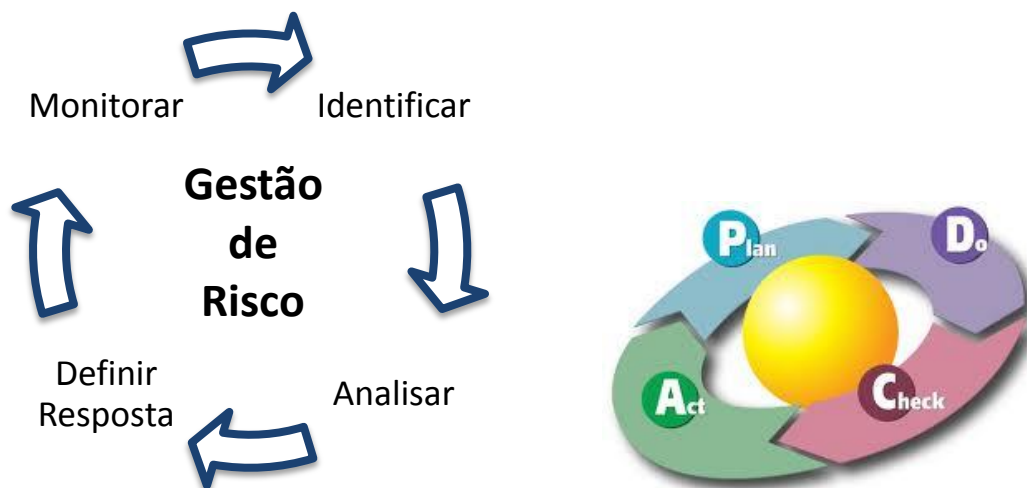 Monitorar
Identificar
Gestão
de
Risco
Definir
Resposta
Analisar
Plan
Do
Act
Check